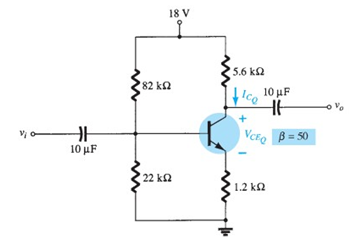 18 V
82 kΩ
5.6 kΩ
I_CQ
10 μF
v_o
v_i
10 μF
+
V_CEQ
β = 50
−
22 kΩ
1.2 kΩ